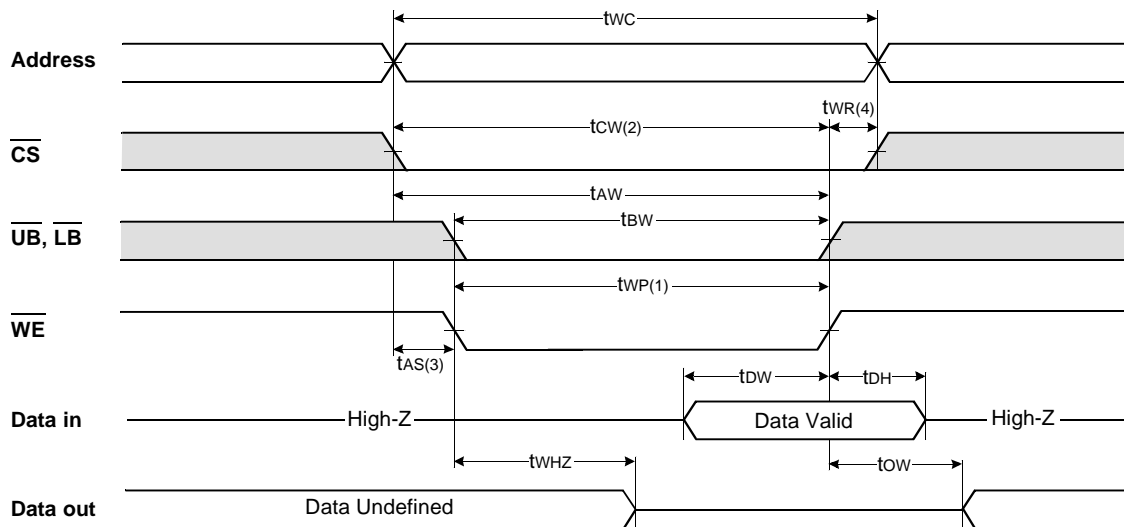 tWC
Address
tWR(4)
tCW(2)
CS
tAW
tBW
UB, LB
tWP(1)
WE
tAS(3)
tDW
tDH
Data in
High-Z
Data Valid
High-Z
tWHZ
tOW
Data out
Data Undefined